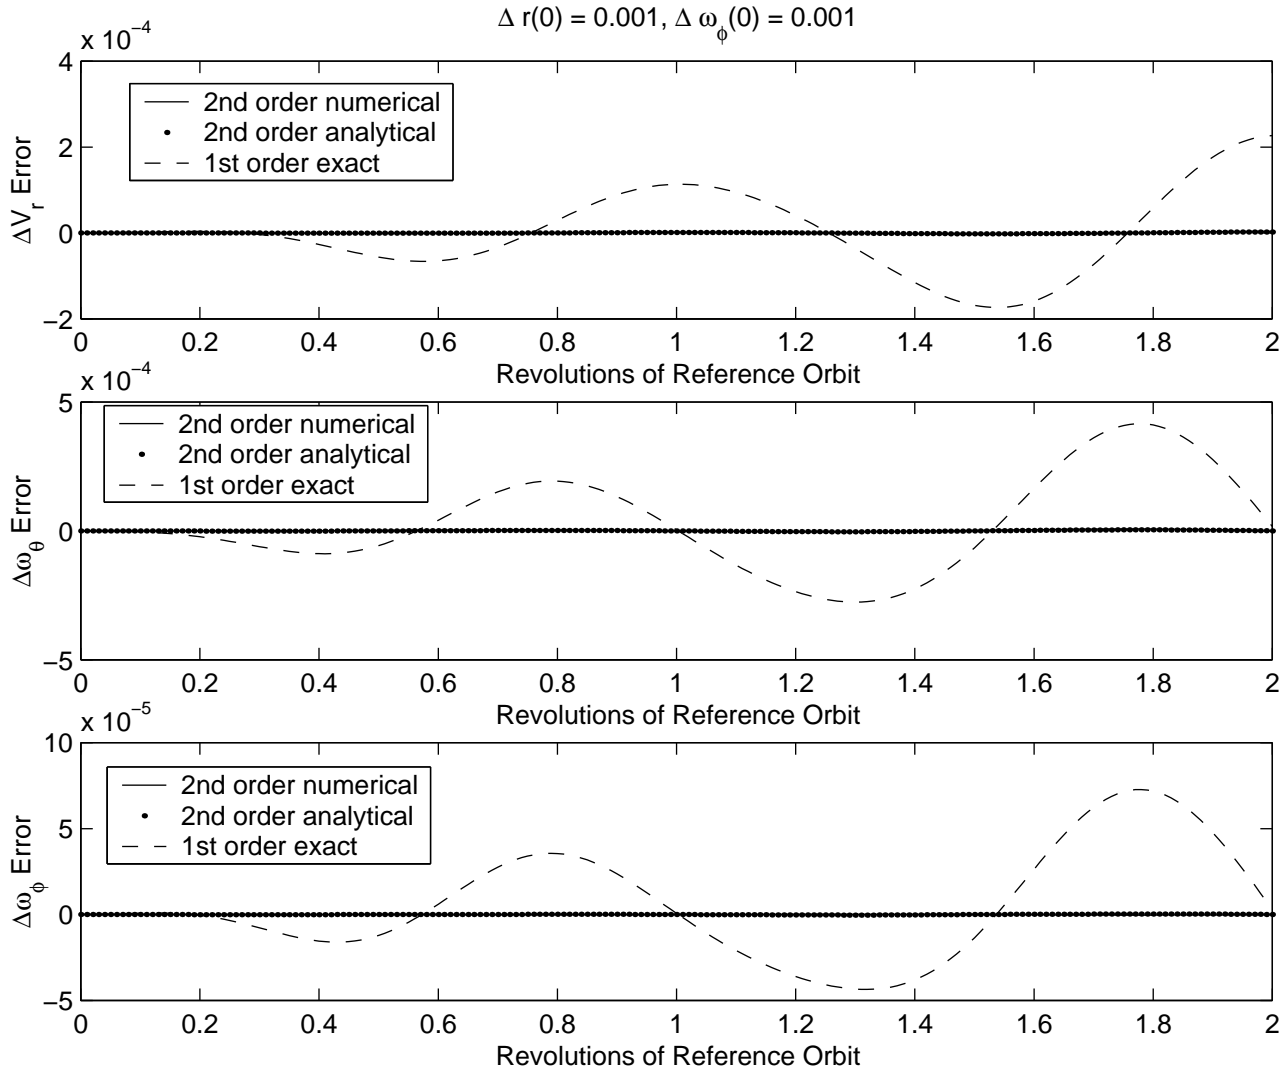 Δ r(0) = 0.001, Δ ω_ϕ(0) = 0.001
x 10^−4
4
2
0
−2
ΔV_r Error
2nd order numerical
2nd order analytical
1st order exact
0 0.2 0.4 0.6 0.8 1 1.2 1.4 1.6 1.8 2
Revolutions of Reference Orbit
x 10^−4
5
0
−5
Δω_θ Error
2nd order numerical
2nd order analytical
1st order exact
0 0.2 0.4 0.6 0.8 1 1.2 1.4 1.6 1.8 2
Revolutions of Reference Orbit
x 10^−5
10
5
0
−5
Δω_ϕ Error
2nd order numerical
2nd order analytical
1st order exact
0 0.2 0.4 0.6 0.8 1 1.2 1.4 1.6 1.8 2
Revolutions of Reference Orbit